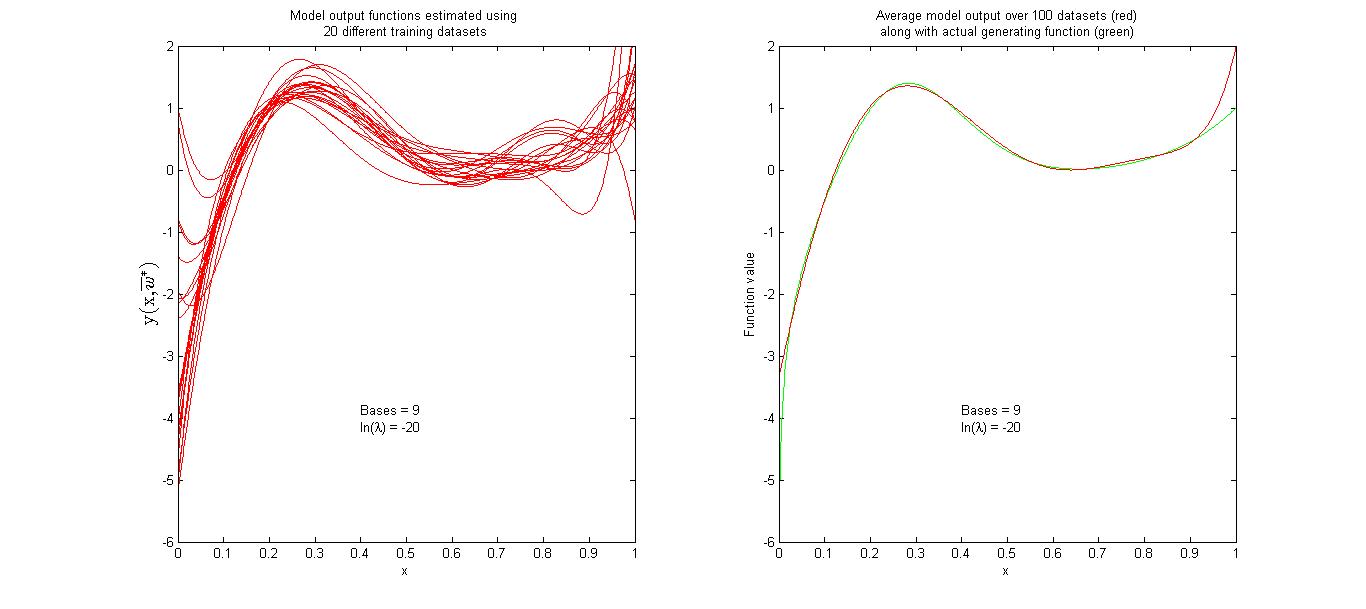 Model output functions estimated using
20 different training datasets
2
1
0
-1
-2
-3
-4
-5
-6
y(x,w̅*)
Bases = 9
ln(λ) = -20
0 0.1 0.2 0.3 0.4 0.5 0.6 0.7 0.8 0.9 1
x
Average model output over 100 datasets (red)
along with actual generating function (green)
2
1
0
-1
-2
-3
-4
-5
-6
Function value
Bases = 9
ln(λ) = -20
0 0.1 0.2 0.3 0.4 0.5 0.6 0.7 0.8 0.9 1
x